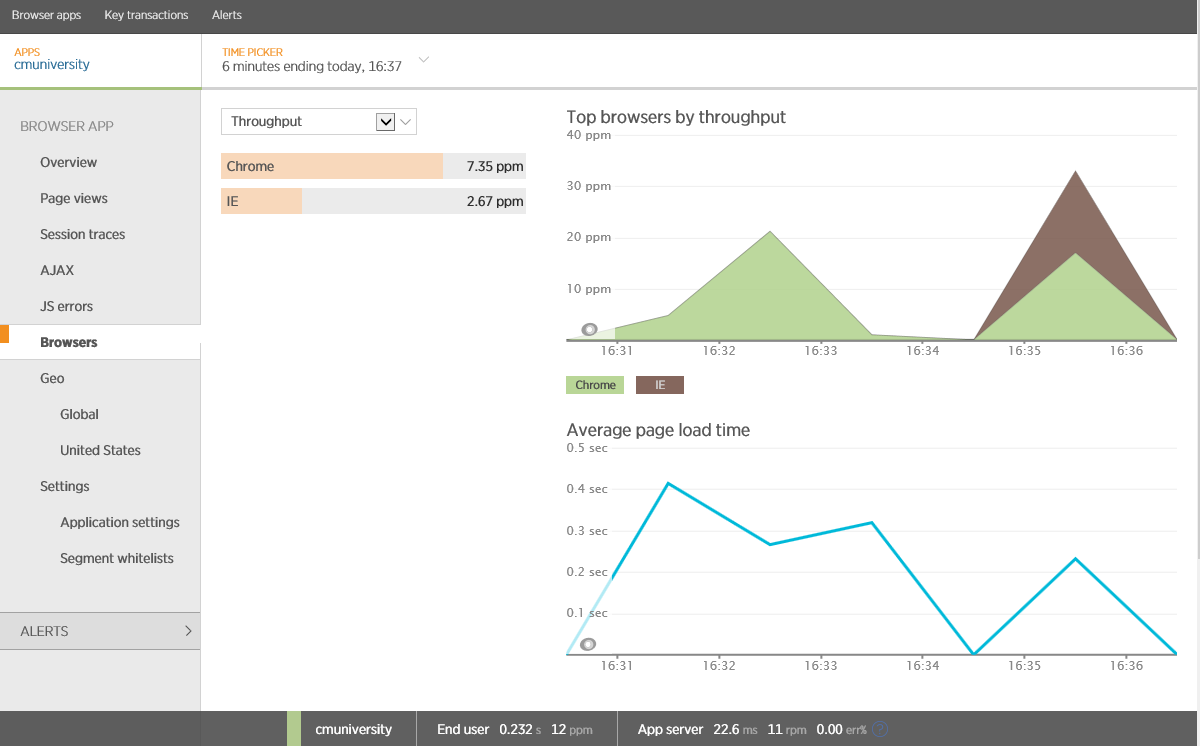 Browser apps Key transactions Alerts
APPS
cmuniversity
TIME PICKER
6 minutes ending today, 16:37
BROWSER APP
Overview
Page views
Session traces
AJAX
JS errors
Browsers
Geo
Global
United States
Settings
Application settings
Segment whitelists
ALERTS
Throughput
Chrome 7.35 ppm
IE 2.67 ppm
Top browsers by throughput
40 ppm
30 ppm
20 ppm
10 ppm
16:31 16:32 16:33 16:34 16:35 16:36
Chrome IE
Average page load time
0.5 sec
0.4 sec
0.3 sec
0.2 sec
0.1 sec
16:31 16:32 16:33 16:34 16:35 16:36
cmuniversity End user 0.232 s 12 ppm App server 22.6 ms 11 rpm 0.00 err% ?